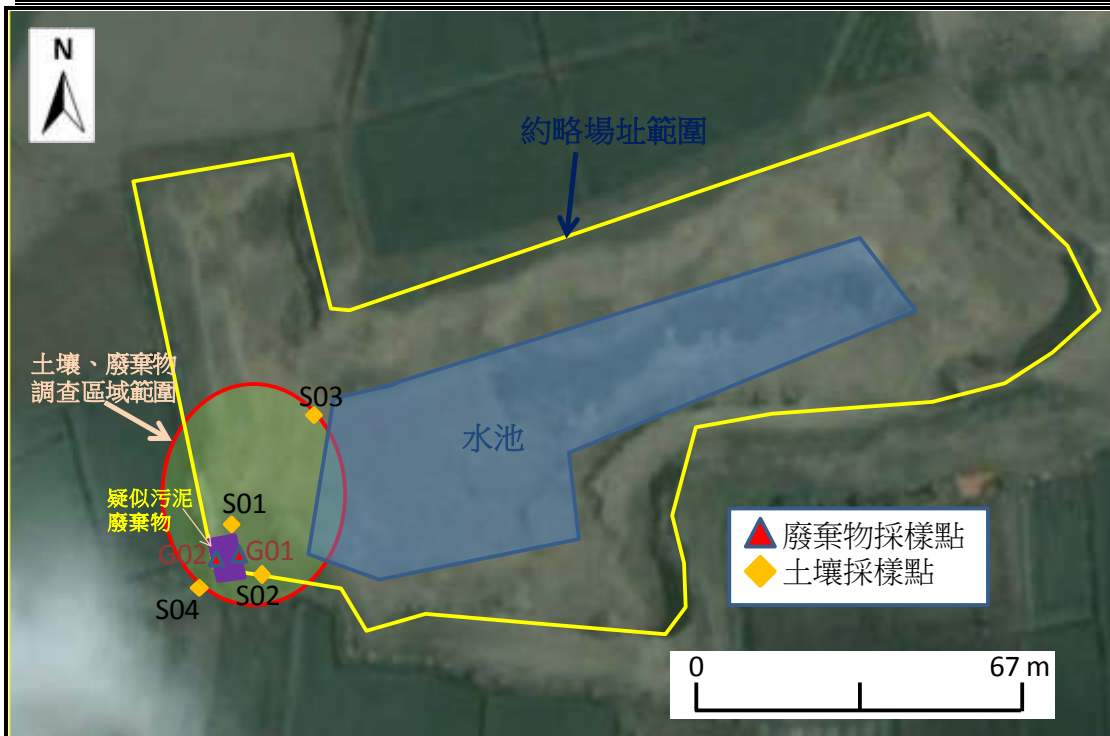 N
約略場址範圍
土壤、廢棄物
調查區域範圍
S03
水池
疑似污泥
廢棄物
S01
G02
G01
S02
S04
廢棄物採樣點
土壤採樣點
0
67 m